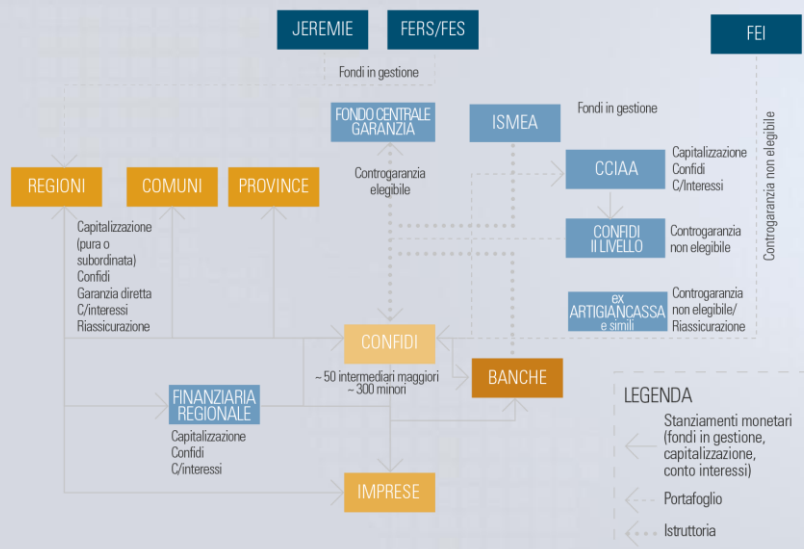 JEREMIE
FERS/FES
FEI
Fondi in gestione
FONDO CENTRALE
GARANZIA
ISMEA
Fondi in gestione
Controgaranzia non elegibile
Controgaranzia
elegibile
CCIAA
Capitalizzazione
Confidi
C/Interessi
REGIONI
COMUNI
PROVINCE
Capitalizzazione
(pura o
subordinata)
Confidi
Garanzia diretta
C/interessi
Riassicurazione
CONFIDI
II LIVELLO
Controgaranzia
non elegibile
ex
ARTIGIANCASSA
e simili
Controgaranzia
non elegibile/
Riassicurazione
CONFIDI
~ 50 intermediari maggiori
~ 300 minori
BANCHE
FINANZIARIA
REGIONALE
Capitalizzazione
Confidi
C/interessi
IMPRESE
LEGENDA
Stanziamenti monetari
(fondi in gestione,
capitalizzazione,
conto interessi)
Portafoglio
Istruttoria